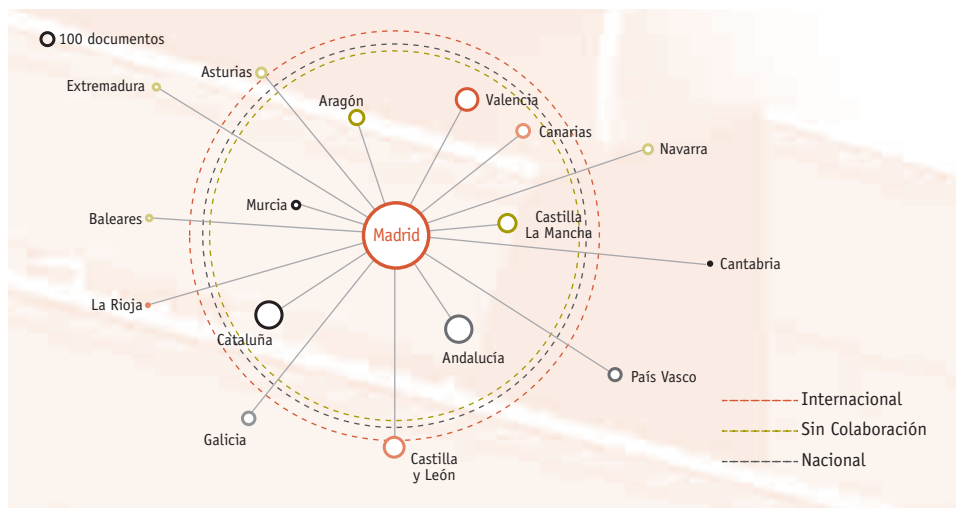 100 documentos
Asturias
Extremadura
Aragón
Valencia
Canarias
Navarra
Murcia
Baleares
Madrid
Castilla
La Mancha
Cantabria
La Rioja
Cataluña
Andalucía
País Vasco
Galicia
Castilla
y León
Internacional
Sin Colaboración
Nacional